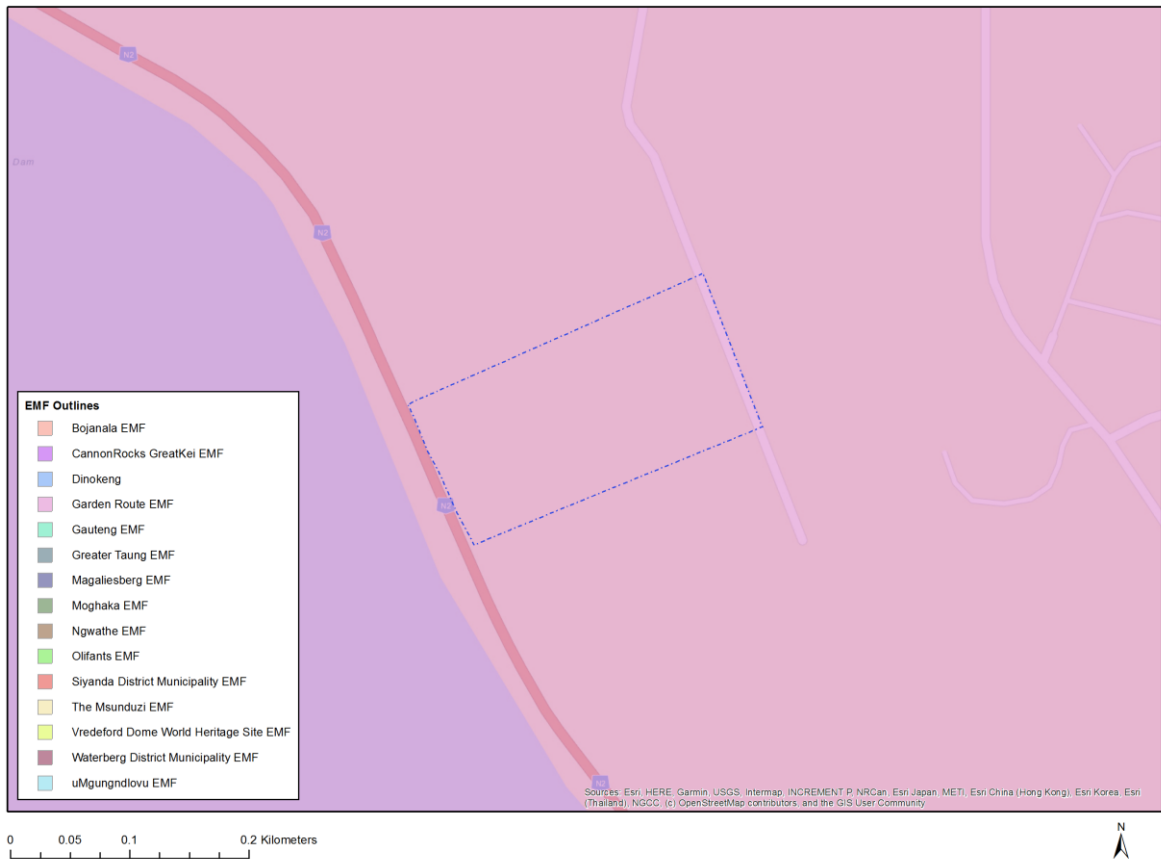 N2
Dam
N2
EMF Outlines
Bojanala EMF
CannonRocks GreatKei EMF
Dinokeng
Garden Route EMF
Gauteng EMF
Greater Taung EMF
Magaliesberg EMF
Moghaka EMF
Ngwathe EMF
Olifants EMF
Siyanda District Municipality EMF
The Msunduzi EMF
Vredeford Dome World Heritage Site EMF
Waterberg District Municipality EMF
uMgungndlovu EMF
N2
N2
Sources: Esri, HERE, Garmin, USGS, Intermap, INCREMENT P, NRCan, Esri Japan, METI, Esri China (Hong Kong), Esri Korea, Esri
(Thailand), NGCC, (c) OpenStreetMap contributors, and the GIS User Community
0 0.05 0.1 0.2 Kilometers
N